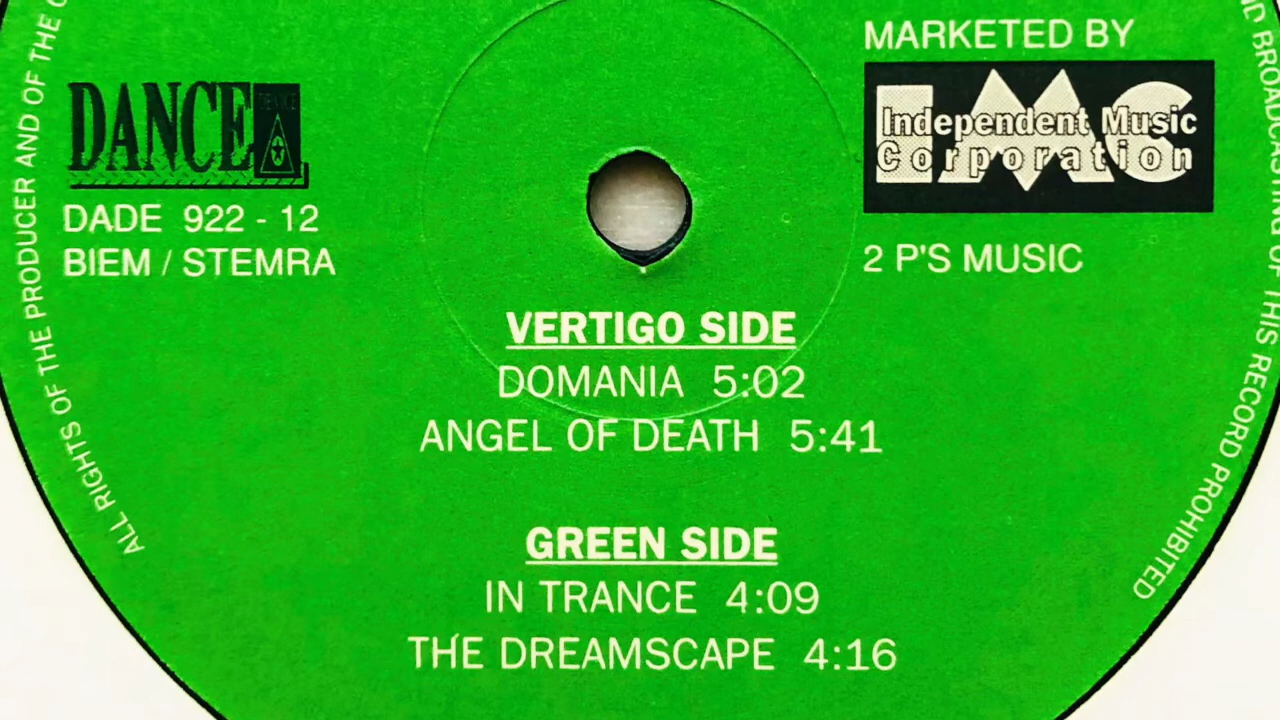 MARKETED BY
DANCE
DEVICE
IMC
Independent Music
Corporation
DADE 922 - 12
BIEM / STEMRA
2 P'S MUSIC
VERTIGO SIDE
DOMANIA 5:02
ANGEL OF DEATH 5:41
GREEN SIDE
IN TRANCE 4:09
THE DREAMSCAPE 4:16
ALL RIGHTS OF THE PRODUCER AND OF THE
BROADCASTING OF THIS RECORD PROHIBITED